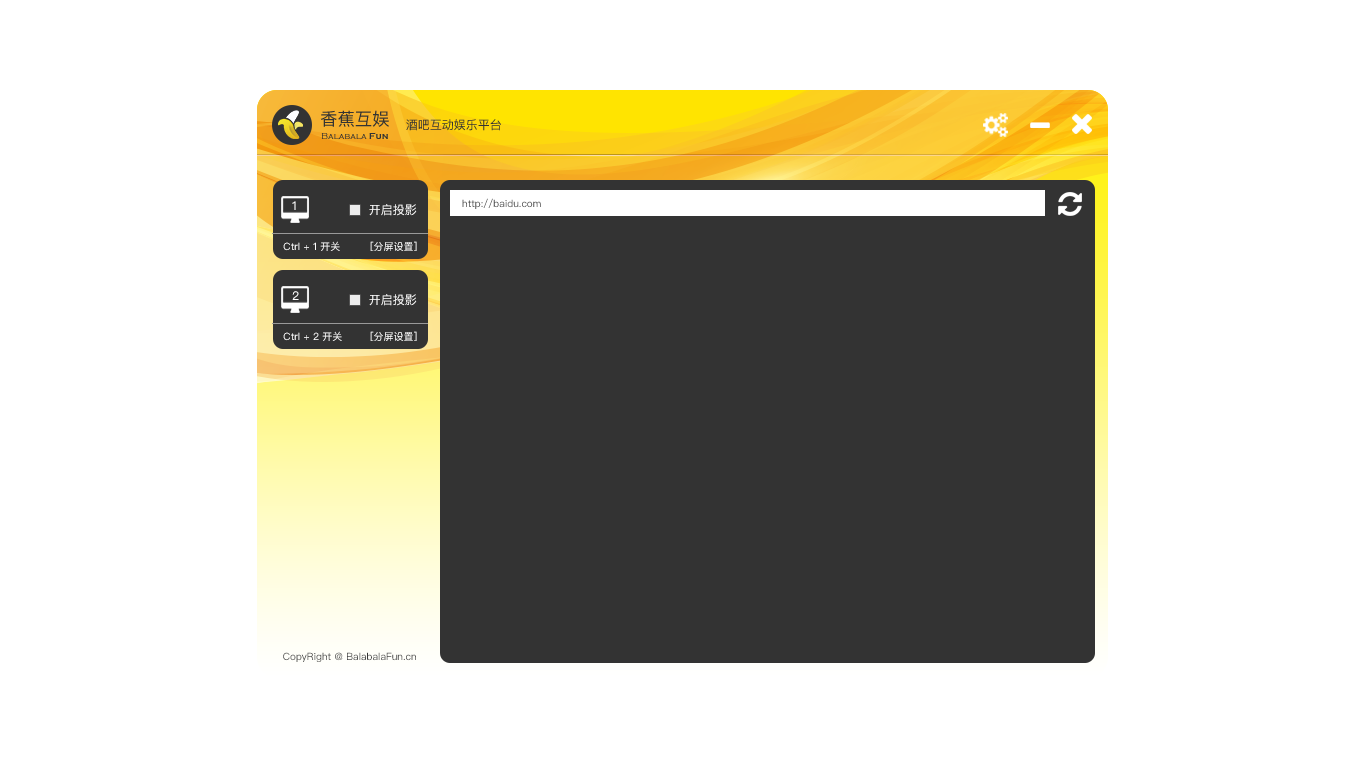 香蕉互娱
BALABALA FUN
酒吧互动娱乐平台
1
开启投影
Ctrl + 1 开关
[分屏设置]
2
开启投影
Ctrl + 2 开关
[分屏设置]
http://baidu.com
CopyRight @ BalabalaFun.cn